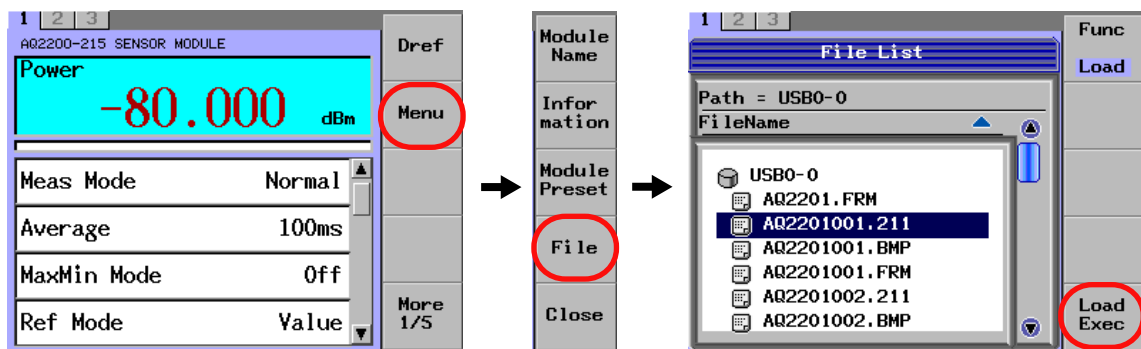 1 2 3
AQ2200-215 SENSOR MODULE
Power
-80.000 dBm
Meas Mode Normal
Average 100ms
MaxMin Mode Off
Ref Mode Value
Dref
Menu
More
1/5
Module
Name
Infor
mation
Module
Preset
File
Close
1 2 3
File List
Path = USB0-0
FileName
USB0-0
AQ2201.FRM
AQ2201001.211
AQ2201001.BMP
AQ2201001.FRM
AQ2201002.211
AQ2201002.BMP
Func
Load
Load
Exec